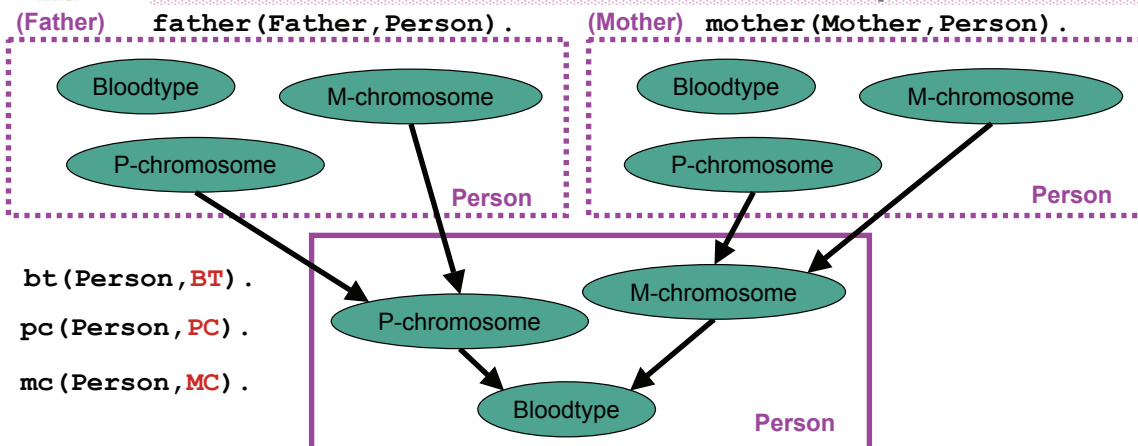 (Father) father(Father,Person). (Mother) mother(Mother,Person).
Bloodtype M-chromosome Bloodtype M-chromosome
P-chromosome P-chromosome
Person Person
bt(Person,BT). M-chromosome
pc(Person,PC). P-chromosome
mc(Person,MC).
Bloodtype Person